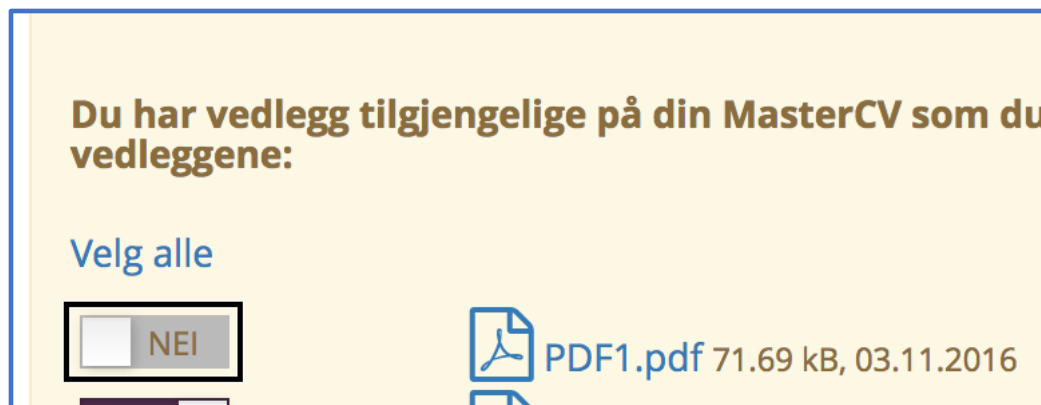 Du har vedlegg tilgjengelige på din MasterCV som du
vedleggene:
Velg alle
NEI
PDF1.pdf 71.69 kB, 03.11.2016